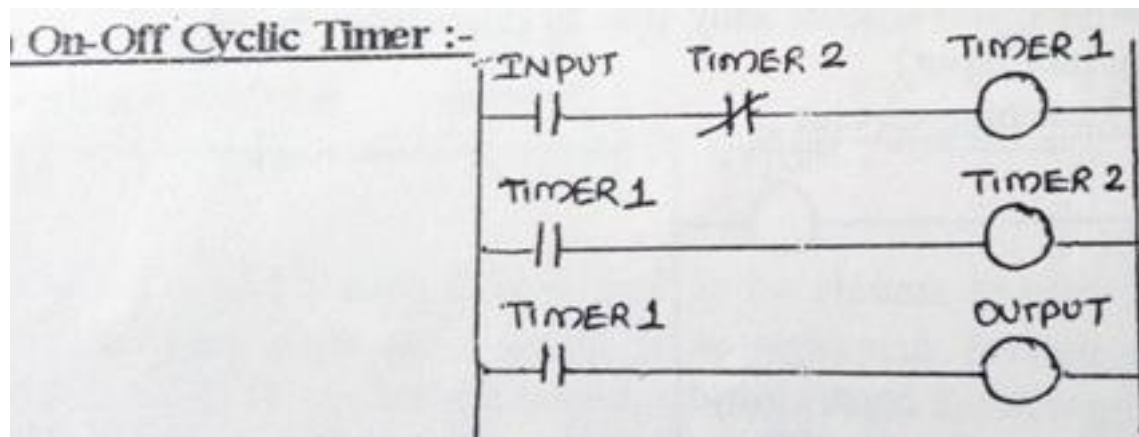 On-Off Cyclic Timer :-
INPUT TIMER 2 TIMER 1
TIMER 1 TIMER 2
TIMER 1 OUTPUT